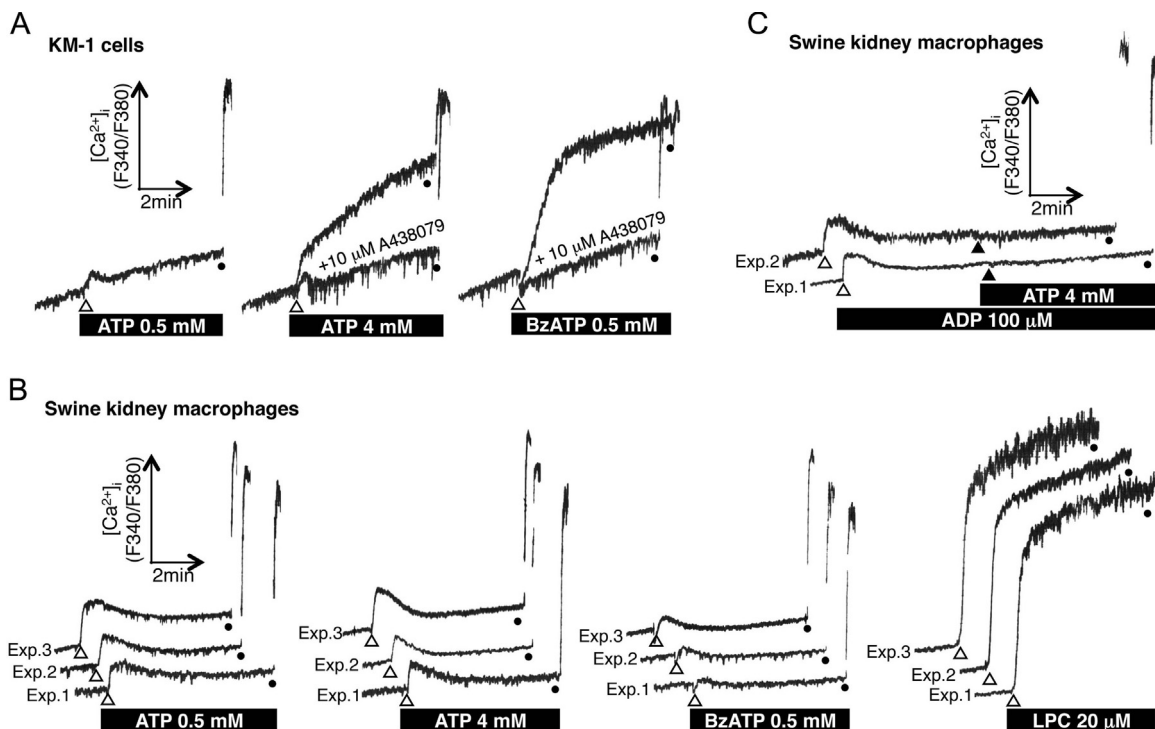 A
KM-1 cells
[Ca²⁺]i
(F340/F380)
2min
+10 μM A438079
+ 10 μM A438079
ATP 0.5 mM
ATP 4 mM
BzATP 0.5 mM
C
Swine kidney macrophages
[Ca²⁺]i
(F340/F380)
2min
Exp.2
Exp.1
ATP 4 mM
ADP 100 μM
B
Swine kidney macrophages
[Ca²⁺]i
(F340/F380)
2min
Exp.3
Exp.2
Exp.1
ATP 0.5 mM
Exp.3
Exp.2
Exp.1
ATP 4 mM
Exp.3
Exp.2
Exp.1
BzATP 0.5 mM
Exp.3
Exp.2
Exp.1
LPC 20 μM